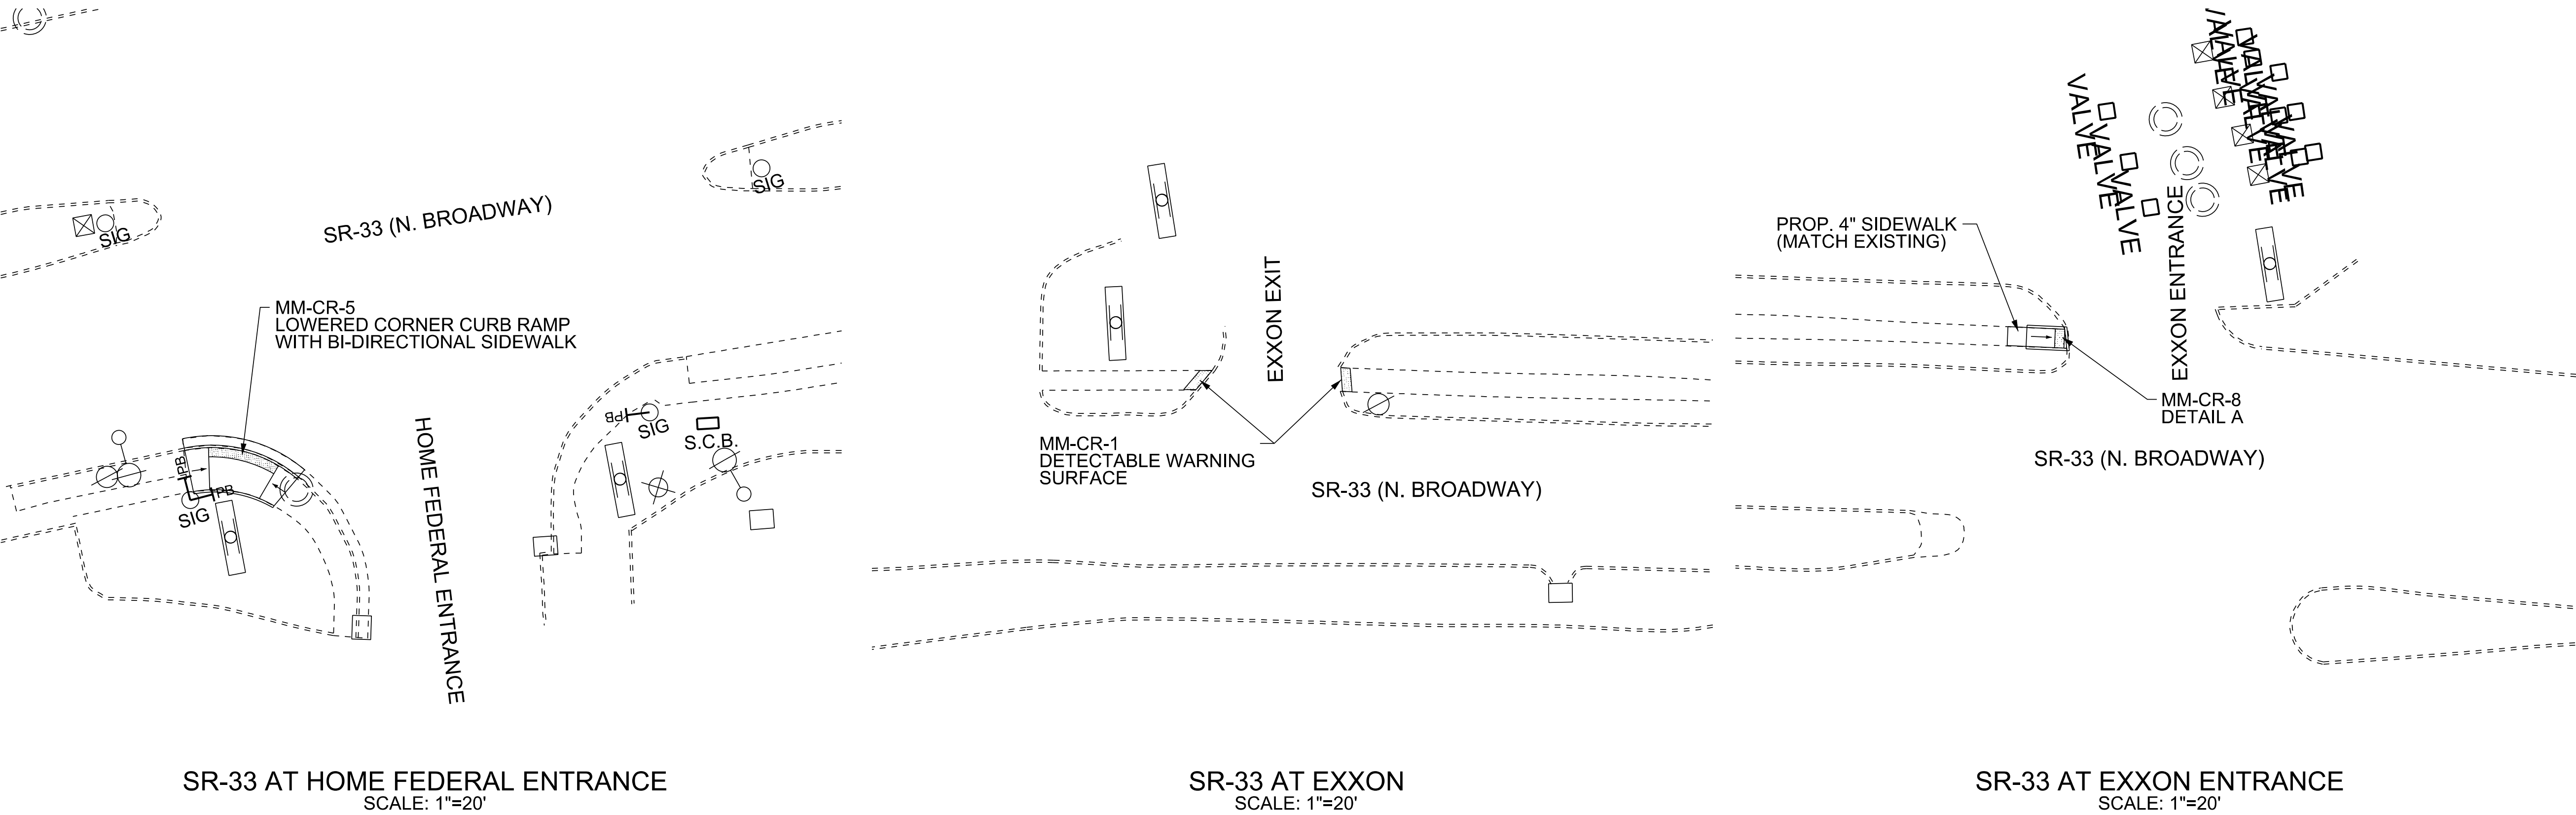 SIG
SIG
SR-33 (N. BROADWAY)
MM-CR-5
LOWERED CORNER CURB RAMP
WITH BI-DIRECTIONAL SIDEWALK
PB
PB
SIG
PB
SIG
S.C.B.
HOME FEDERAL ENTRANCE
SR-33 AT HOME FEDERAL ENTRANCE
SCALE: 1"=20'
EXXON EXIT
MM-CR-1
DETECTABLE WARNING
SURFACE
SR-33 (N. BROADWAY)
SR-33 AT EXXON
SCALE: 1"=20'
VALVE
VALVE
VALVE
PROP. 4" SIDEWALK
(MATCH EXISTING)
EXXON ENTRANCE
MM-CR-8
DETAIL A
SR-33 (N. BROADWAY)
SR-33 AT EXXON ENTRANCE
SCALE: 1"=20'